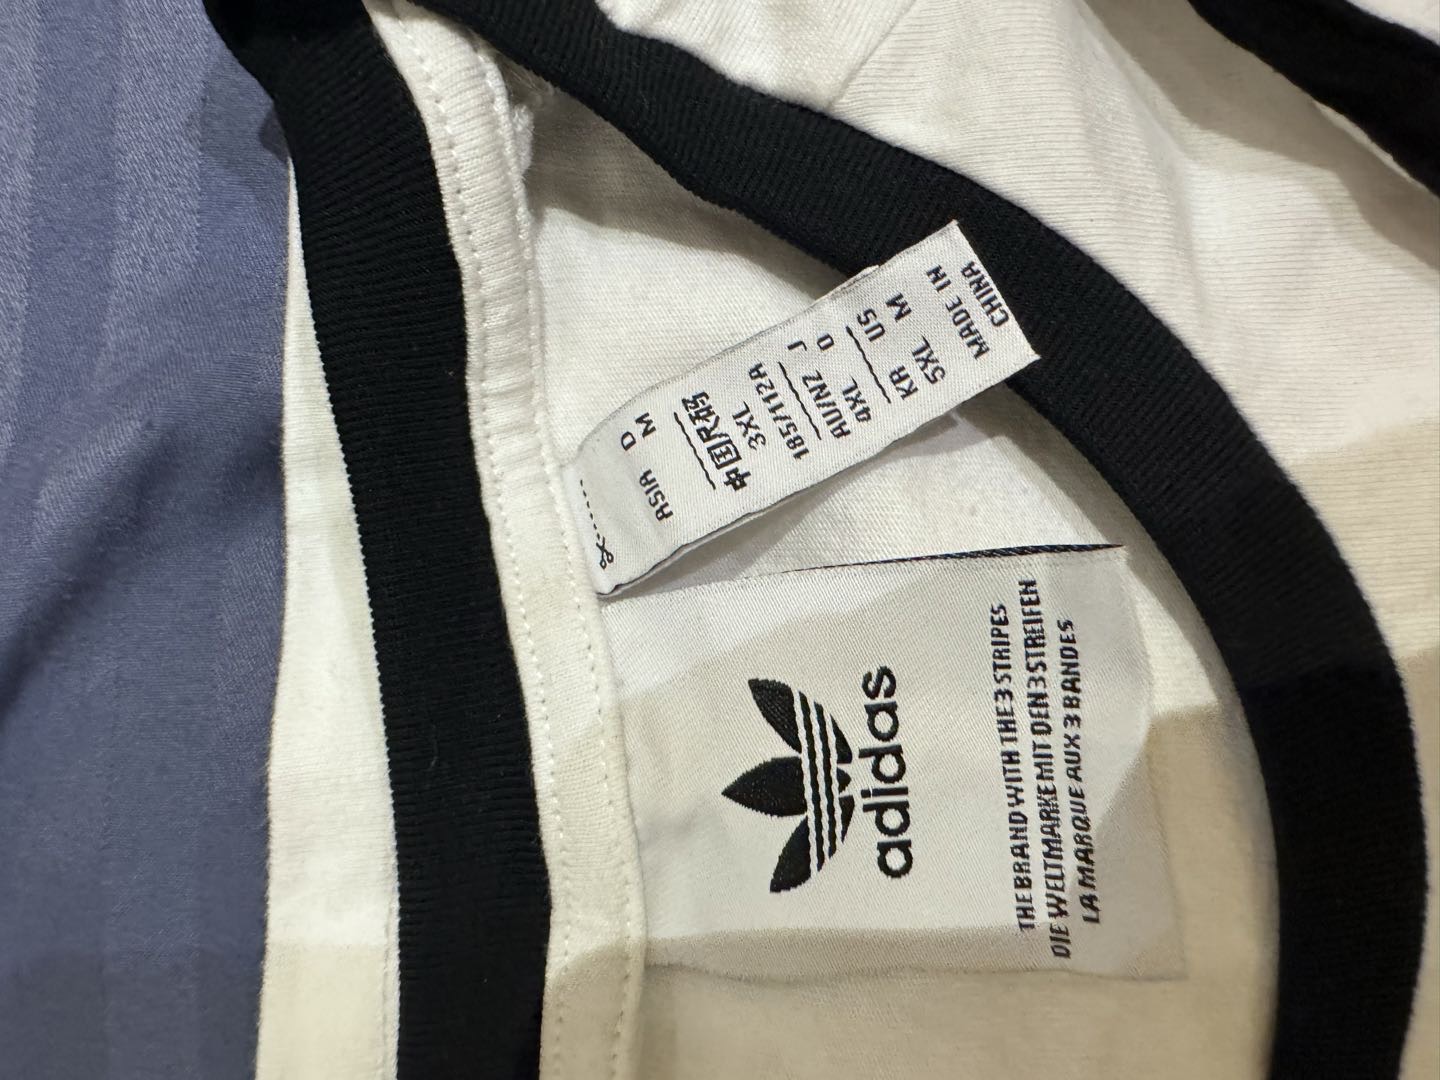 ASIA D
M
中国尺码
3XL
185/112A
AU/NZ J
4XL O
KR US
5XL M
MADE IN
CHINA
adidas
THE BRAND WITH THE 3 STRIPES
DIE WELTMARKE MIT DEN 3 STREIFEN
LA MARQUE AUX 3 BANDES